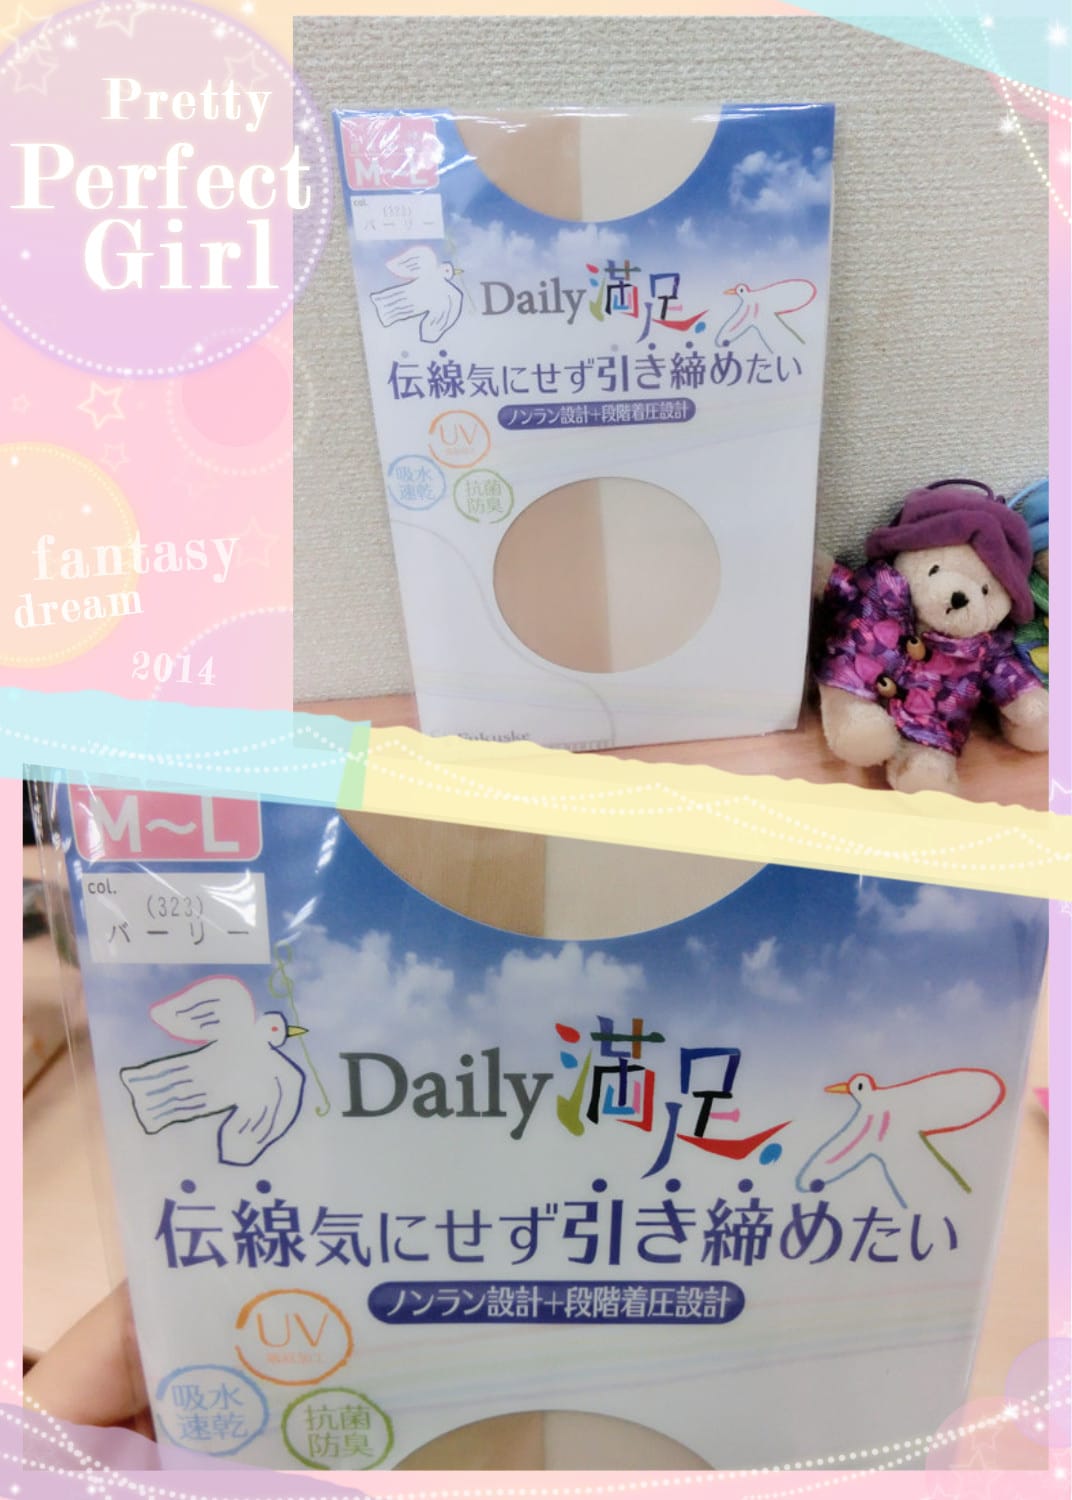 Pretty
Perfect
Girl
fantasy
dream
2014
M~L
col.
(323)
バーリー
Daily満足
伝線気にせず引き締めたい
ノンラン設計+段階着圧設計
UV
吸水
速乾
抗菌
防臭
Fukuske
M~L
col.
(323)
バーリー
Daily満足
伝線気にせず引き締めたい
ノンラン設計+段階着圧設計
UV
吸水
速乾
抗菌
防臭